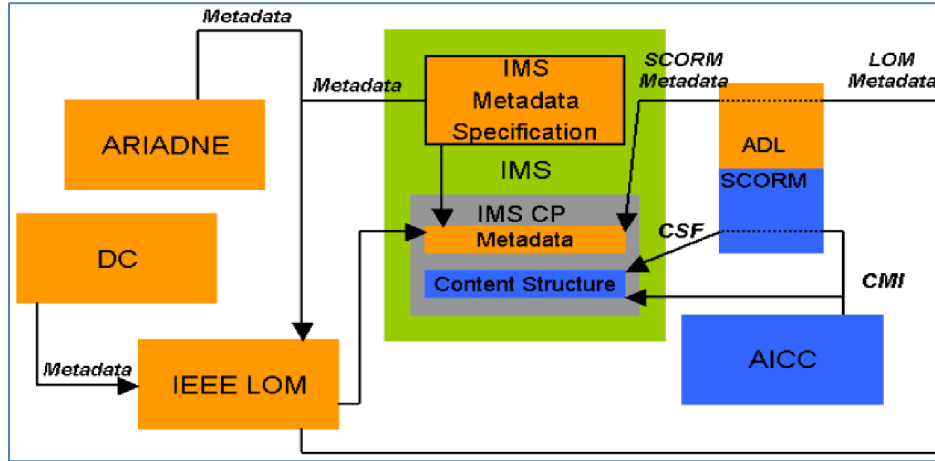 Metadata
ARIADNE
DC
Metadata
IEEE LOM
Metadata
IMS
Metadata
Specification
IMS
IMS CP
Metadata
Content Structure
SCORM
Metadata
LOM
Metadata
ADL
SCORM
CSF
CMI
AICC